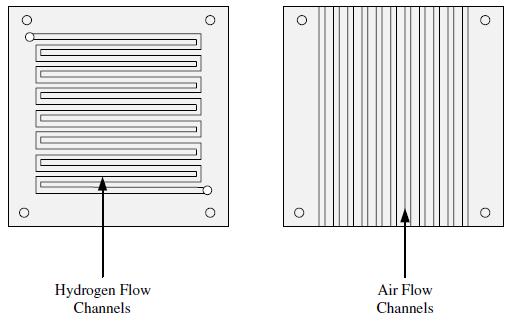 Hydrogen Flow
Channels
Air Flow
Channels